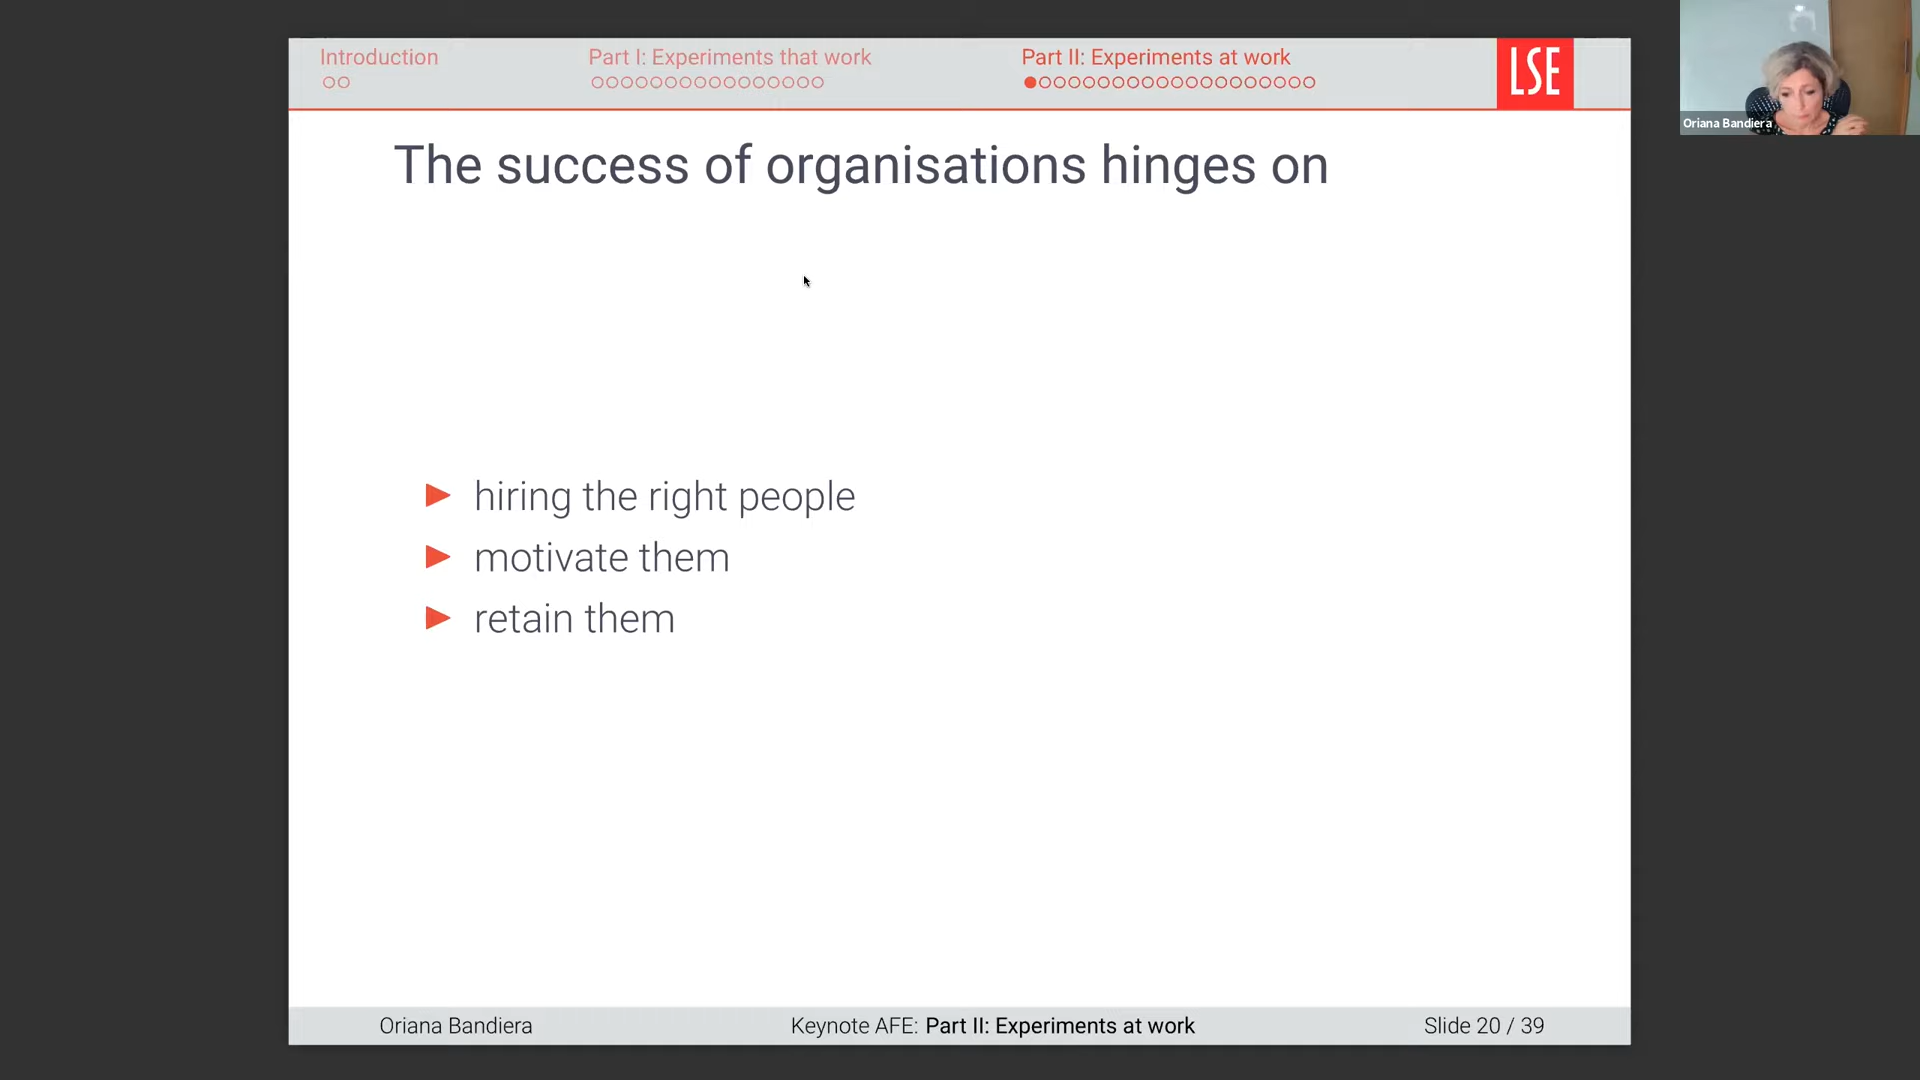 Introduction
Part I: Experiments that work
Part II: Experiments at work
LSE
Oriana Bandiera
The success of organisations hinges on
hiring the right people
motivate them
retain them
Oriana Bandiera
Keynote AFE: Part II: Experiments at work
Slide 20 / 39